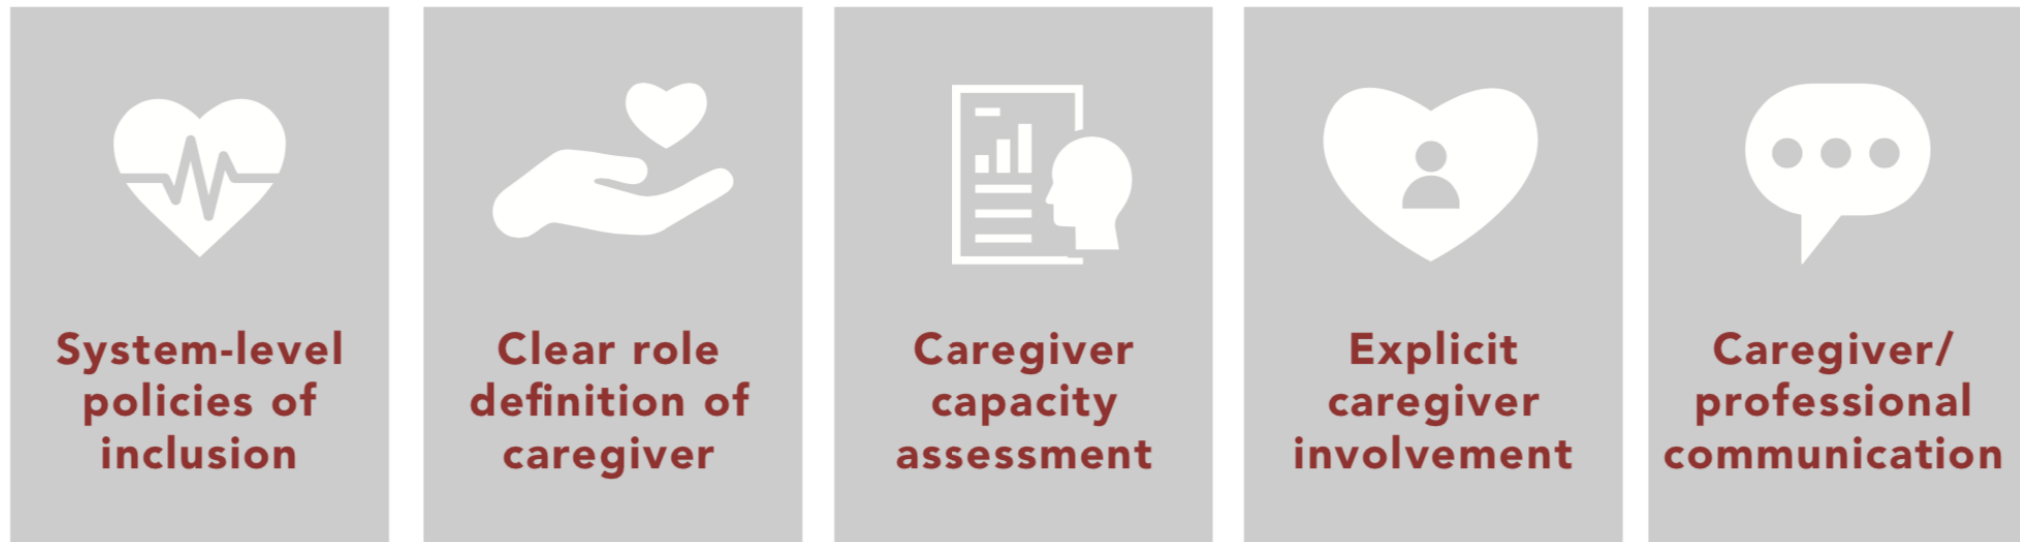 System-level
policies of
inclusion
Clear role
definition of
caregiver
Caregiver
capacity
assessment
Explicit
caregiver
involvement
Caregiver/
professional
communication